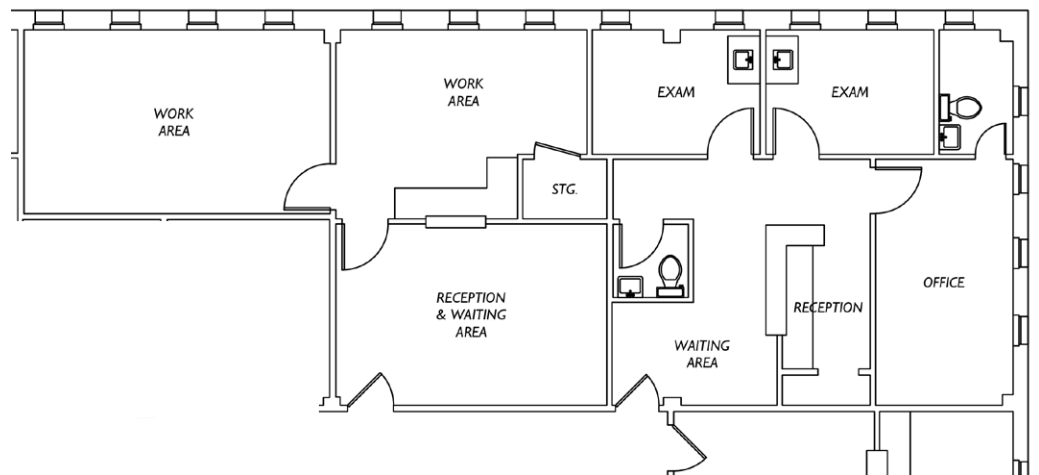 WORK
AREA
WORK
AREA
EXAM
EXAM
STG.
RECEPTION
& WAITING
AREA
WAITING
AREA
RECEPTION
OFFICE